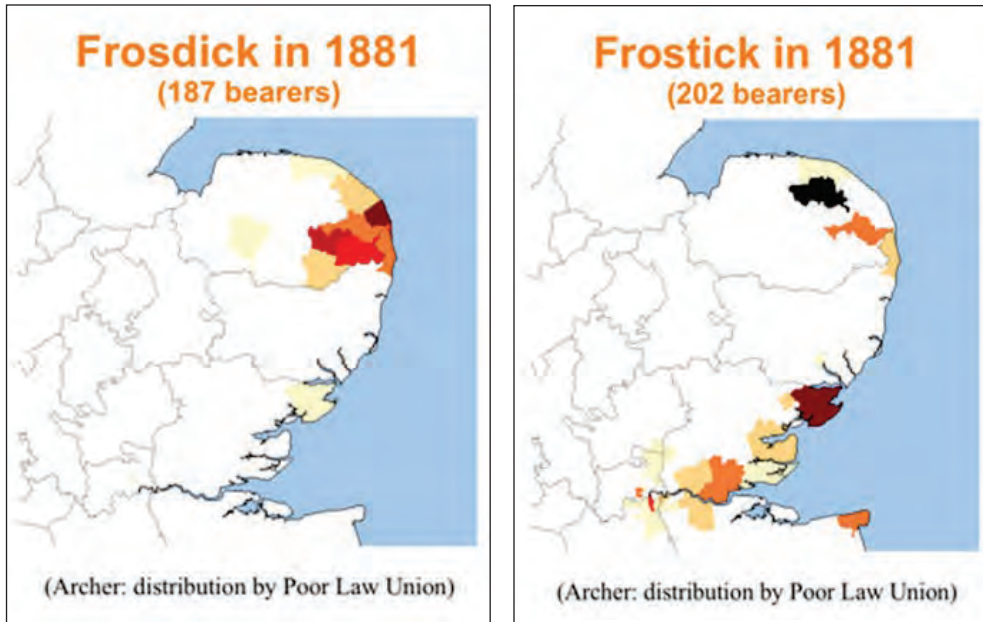 Frosdick in 1881
(187 bearers)
(Archer: distribution by Poor Law Union)
Frostick in 1881
(202 bearers)
(Archer: distribution by Poor Law Union)